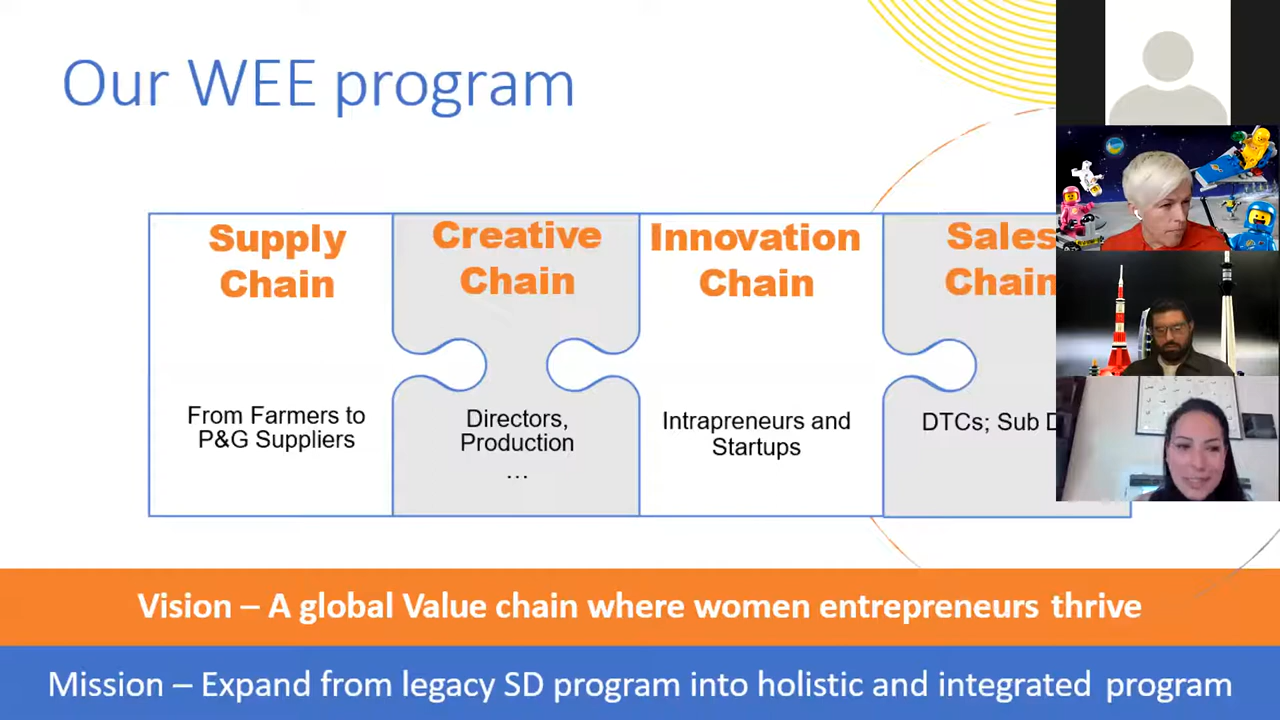 Our WEE program
Supply
Chain
Creative
Chain
Innovation
Chain
Sales
Chain
From Farmers to
P&G Suppliers
Directors,
Production
…
Intrapreneurs and
Startups
DTCs; Sub
Vision – A global Value chain where women entrepreneurs thrive
Mission – Expand from legacy SD program into holistic and integrated program